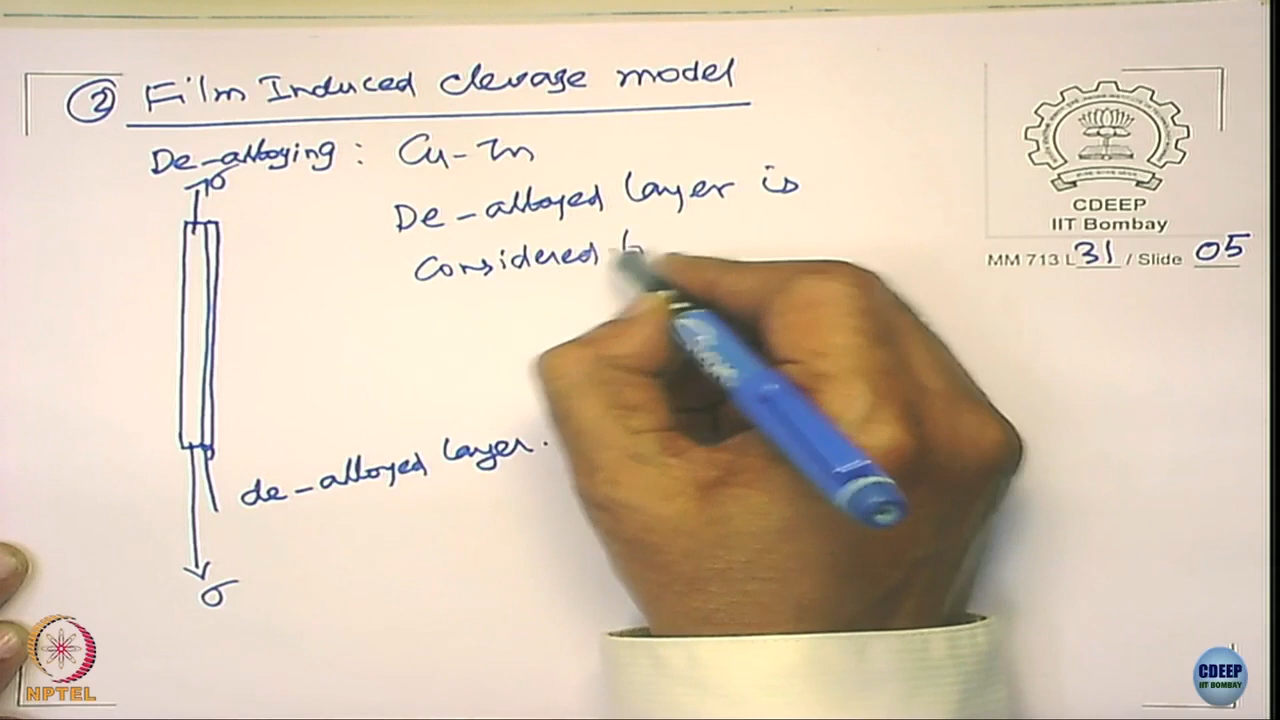 ② Film Induced clevage model
De-alloying : Cu-Zn
σ
De-alloyed layer is
Considered
de-alloyed layer.
σ
CDEEP
IIT Bombay
MM 713 L 31 / Slide 05
NPTEL
CDEEP
IIT BOMBAY